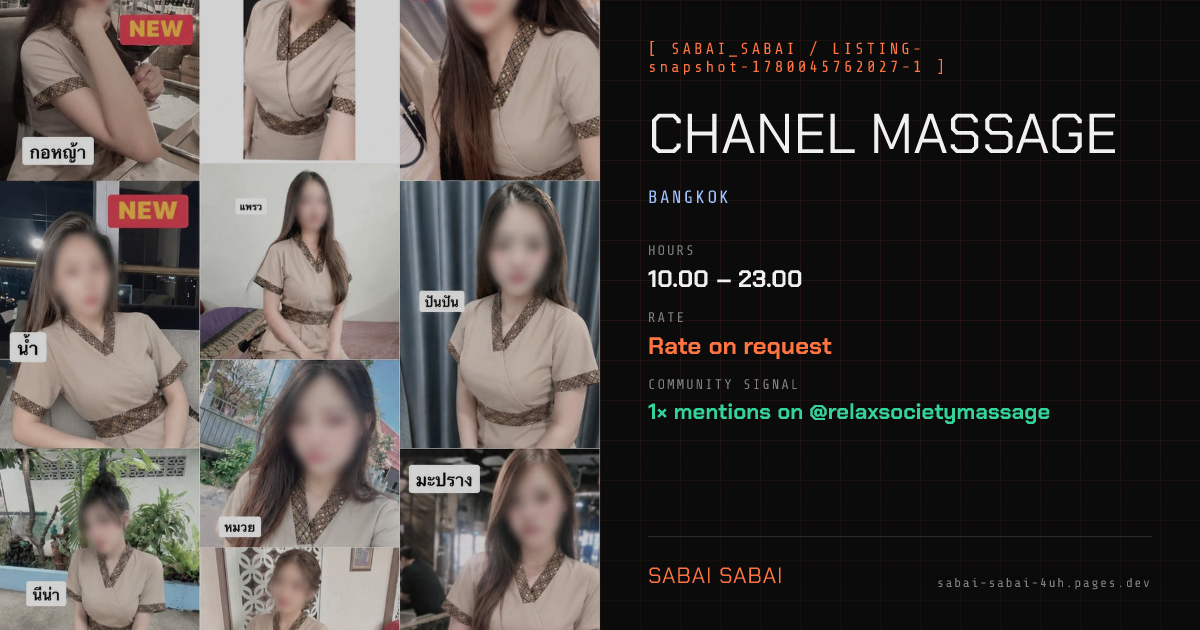 NEW
กอหญ้า
NEW
น้ำ
นีน่า
แพรว
หมวย
ปันปัน
มะปราง
[ SABAI_SABAI / LISTING-
snapshot-1780045762027-1 ]
CHANEL MASSAGE
BANGKOK
HOURS
10.00 – 23.00
RATE
Rate on request
COMMUNITY SIGNAL
1× mentions on @relaxsocietymassage
SABAI SABAI
sabai-sabai-4uh.pages.dev